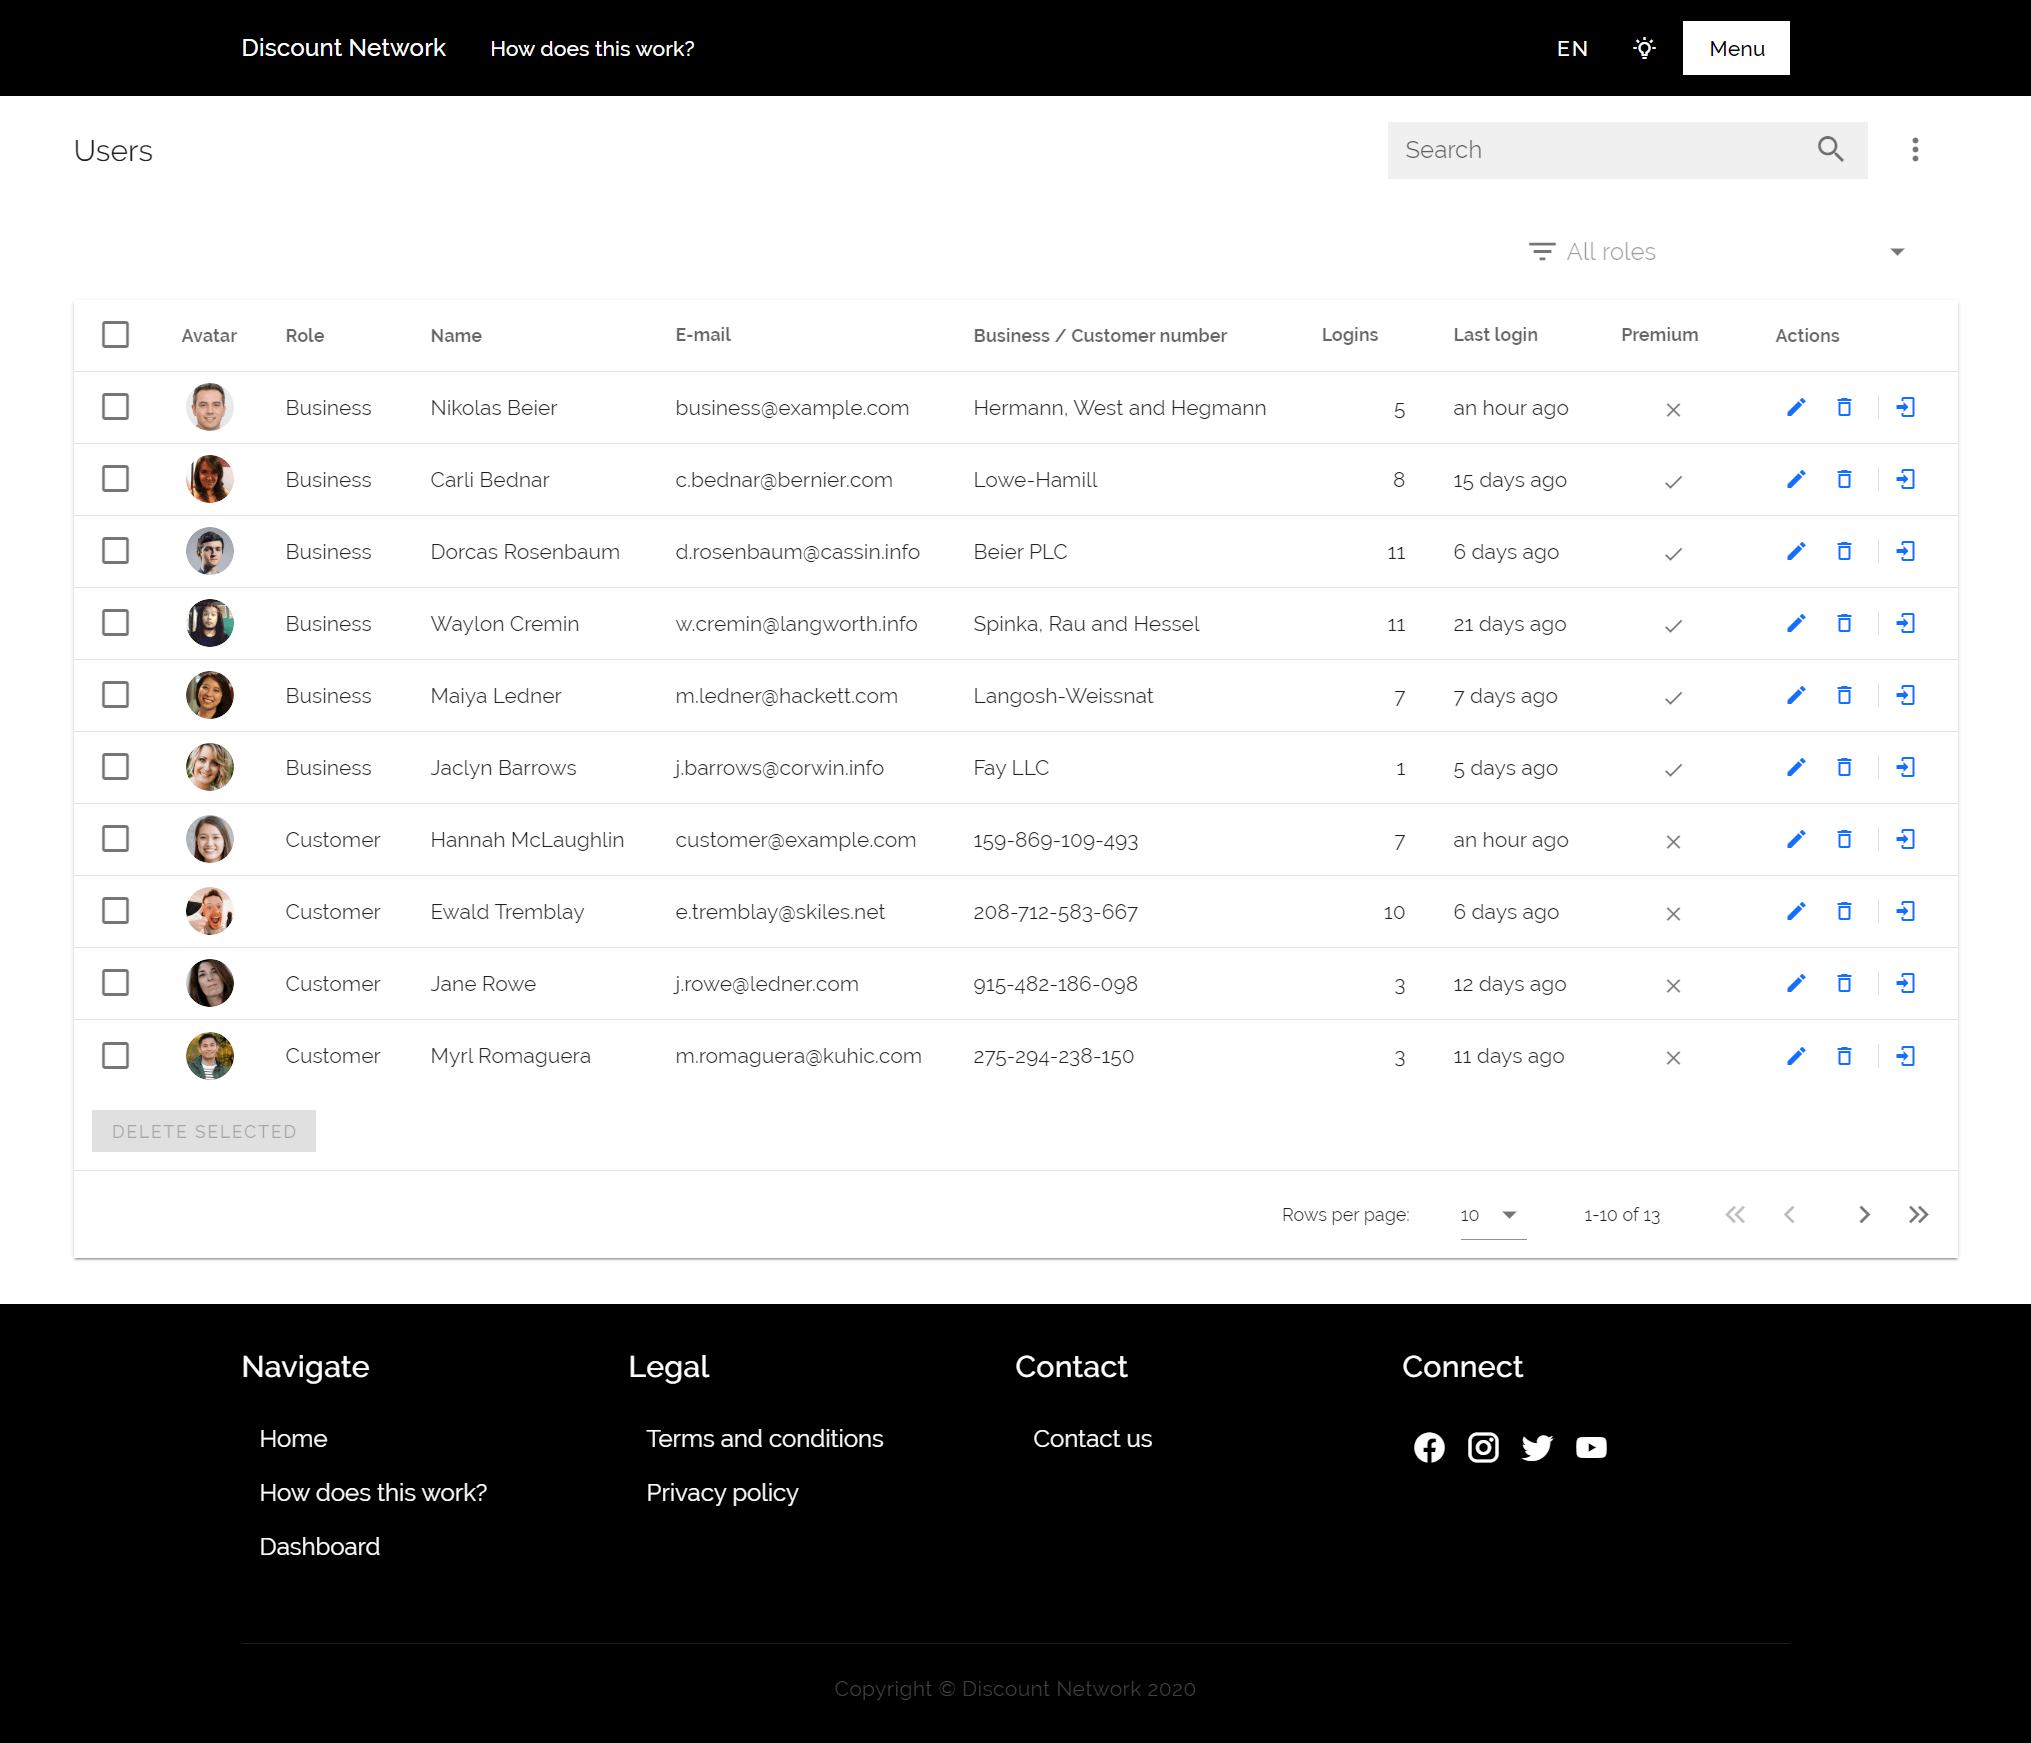 Discount Network How does this work? EN Menu
Users Search
All roles
Avatar Role Name E-mail Business / Customer number Logins Last login Premium Actions
Business Nikolas Beier business@example.com Hermann, West and Hegmann 5 an hour ago
Business Carli Bednar c.bednar@bernier.com Lowe-Hamill 8 15 days ago
Business Dorcas Rosenbaum d.rosenbaum@cassin.info Beier PLC 11 6 days ago
Business Waylon Cremin w.cremin@langworth.info Spinka, Rau and Hessel 11 21 days ago
Business Maiya Ledner m.ledner@hackett.com Langosh-Weissnat 7 7 days ago
Business Jaclyn Barrows j.barrows@corwin.info Fay LLC 1 5 days ago
Customer Hannah McLaughlin customer@example.com 159-869-109-493 7 an hour ago
Customer Ewald Tremblay e.tremblay@skiles.net 208-712-583-667 10 6 days ago
Customer Jane Rowe j.rowe@ledner.com 915-482-186-098 3 12 days ago
Customer Myrl Romaguera m.romaguera@kuhic.com 275-294-238-150 3 11 days ago
DELETE SELECTED
Rows per page: 10 1-10 of 13
Navigate Legal Contact Connect
Home Terms and conditions Contact us
How does this work? Privacy policy
Dashboard
Copyright © Discount Network 2020